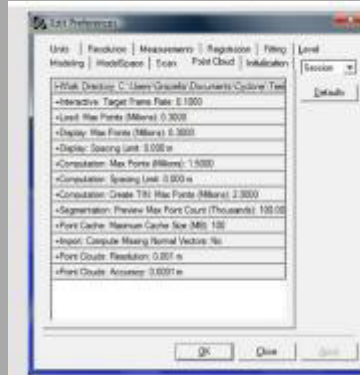 Edit Preferences
Units Resolution Measurements Registration Fitting Level
Modeling ModelSpace Scan Point Cloud Initialization Session
Defaults
Work Directory: C:\Users\Graziella\Documents\Cyclone
Interactive: Target Frame Rate: 0.1000
Load: Max Points (Millions): 0.3000
Display: Max Points (Millions): 0.3000
Display: Spacing Limit: 0.000 m
Computation: Max Points (Millions): 1.5000
Computation: Spacing Limit: 0.000 m
Computation: Create TIN: Max Points (Millions): 2.3000
Segmentation: Preview Max Point Count (Thousands): 100.00
Point Cache: Maximum Cache Size (MB): 100
Import: Compute Missing Normal Vectors: No
Point Clouds: Resolution: 0.001 m
Point Clouds: Accuracy: 0.0001 m
OK Close Apply